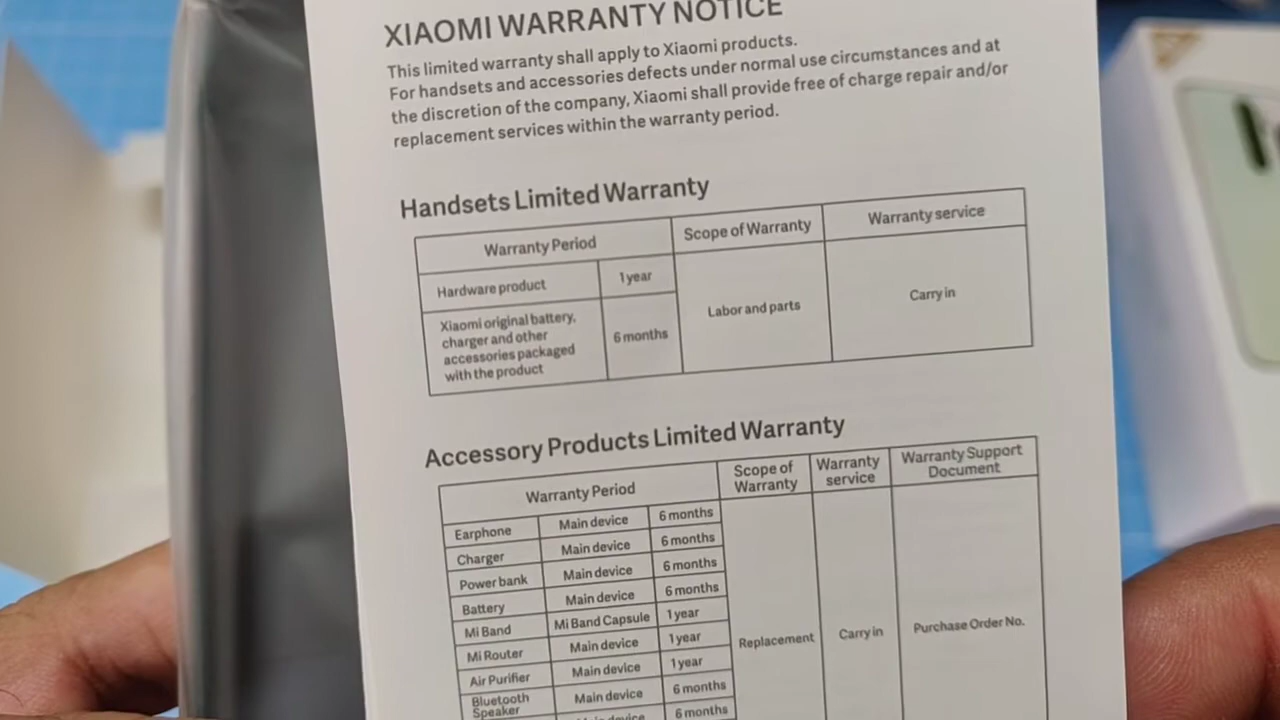 XIAOMI WARRANTY NOTICE
This limited warranty shall apply to Xiaomi products.
For handsets and accessories defects under normal use circumstances and at
the discretion of the company, Xiaomi shall provide free of charge repair and/or
replacement services within the warranty period.
Handsets Limited Warranty
Warranty Period Scope of Warranty Warranty service
Hardware product 1 year
Xiaomi original battery,
charger and other
accessories packaged
with the product
6 months
Labor and parts
Carry in
Accessory Products Limited Warranty
Warranty Period
Scope of
Warranty
Warranty
service
Warranty Support
Document
Earphone Main device 6 months
Charger Main device 6 months
Power bank Main device 6 months
Battery Main device 6 months
Mi Band Mi Band Capsule 1 year
Mi Router Main device 1 year
Air Purifier Main device 1 year
Bluetooth
Speaker
Main device 6 months
device 6 months
Replacement
Carry in
Purchase Order No.